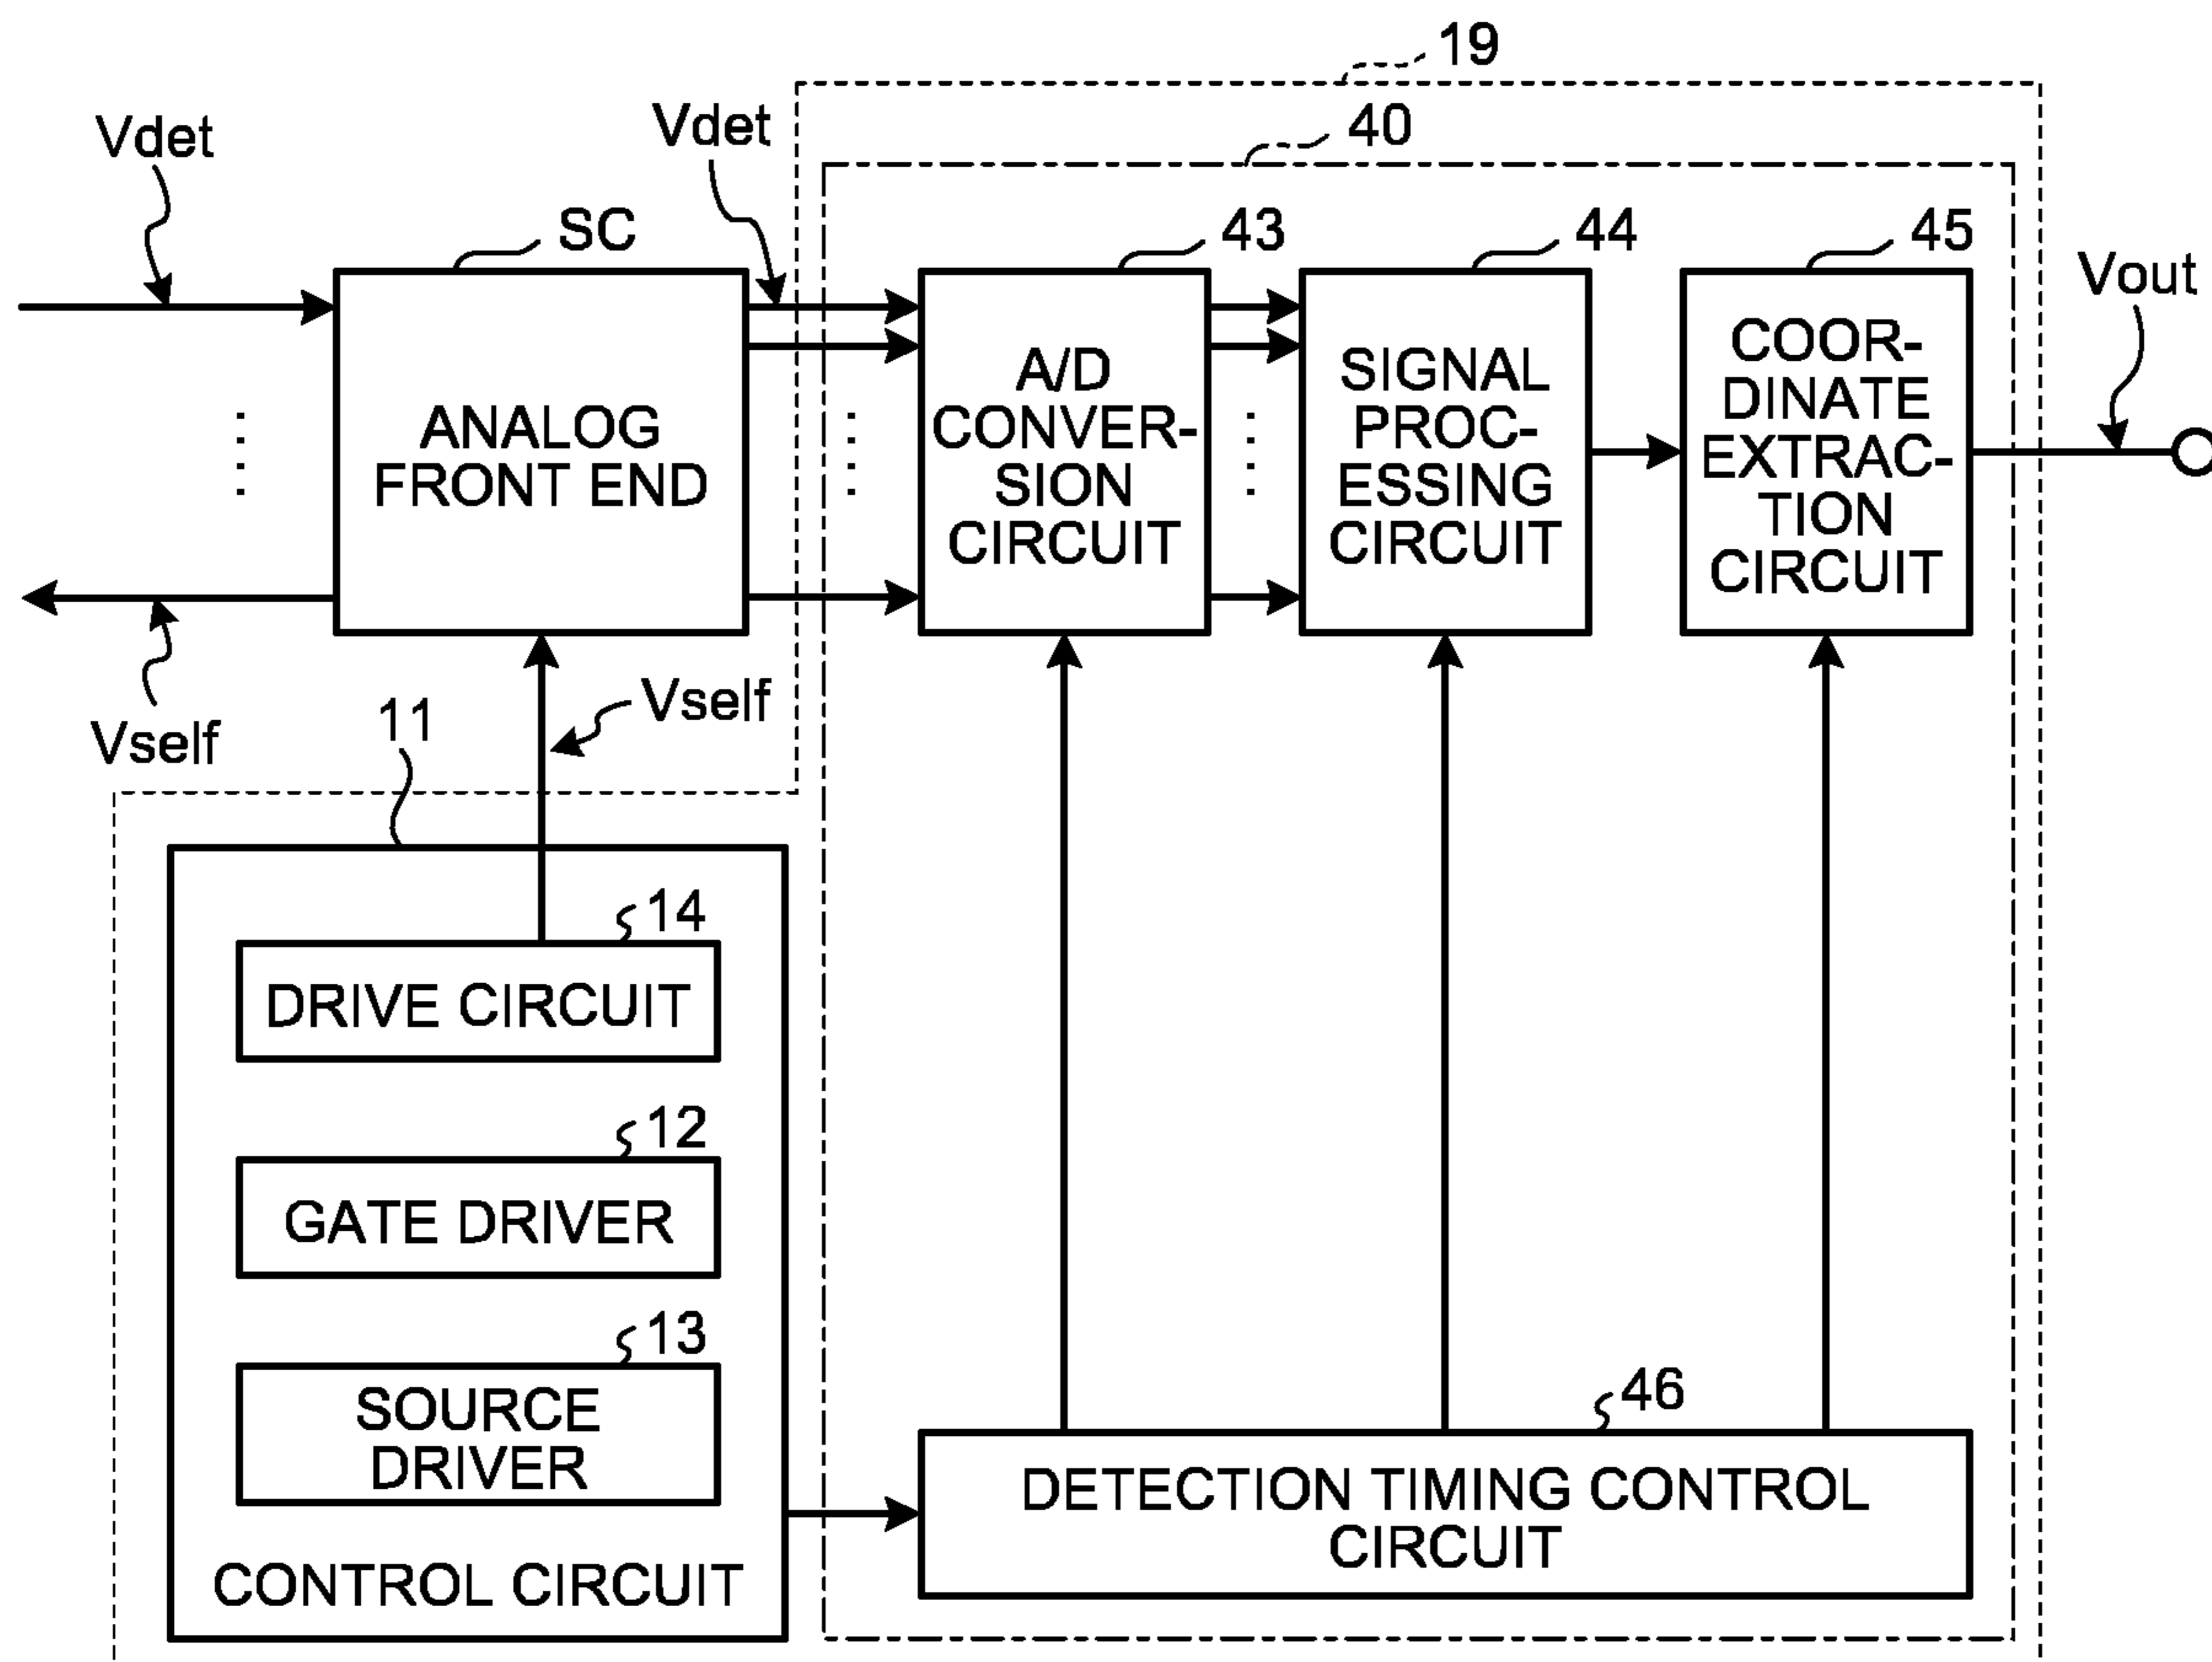 19
40
Vdet
Vdet
SC
43
44
45
Vout
ANALOG
FRONT END
A/D
CONVER-
SION
CIRCUIT
SIGNAL
PROC-
ESSING
CIRCUIT
COOR-
DINATE
EXTRAC-
TION
CIRCUIT
Vself
Vself
11
14
DRIVE CIRCUIT
12
GATE DRIVER
13
SOURCE
DRIVER
CONTROL CIRCUIT
46
DETECTION TIMING CONTROL
CIRCUIT